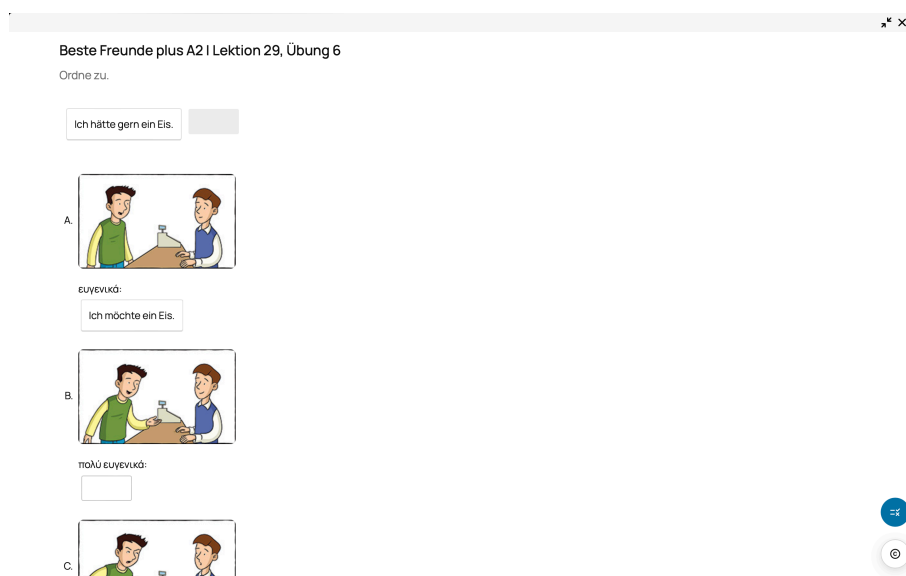 Beste Freunde plus A2 | Lektion 29, Übung 6
Ordne zu.
Ich hätte gern ein Eis.
A.
ευγενικά:
Ich möchte ein Eis.
B.
πολύ ευγενικά:
C.
©